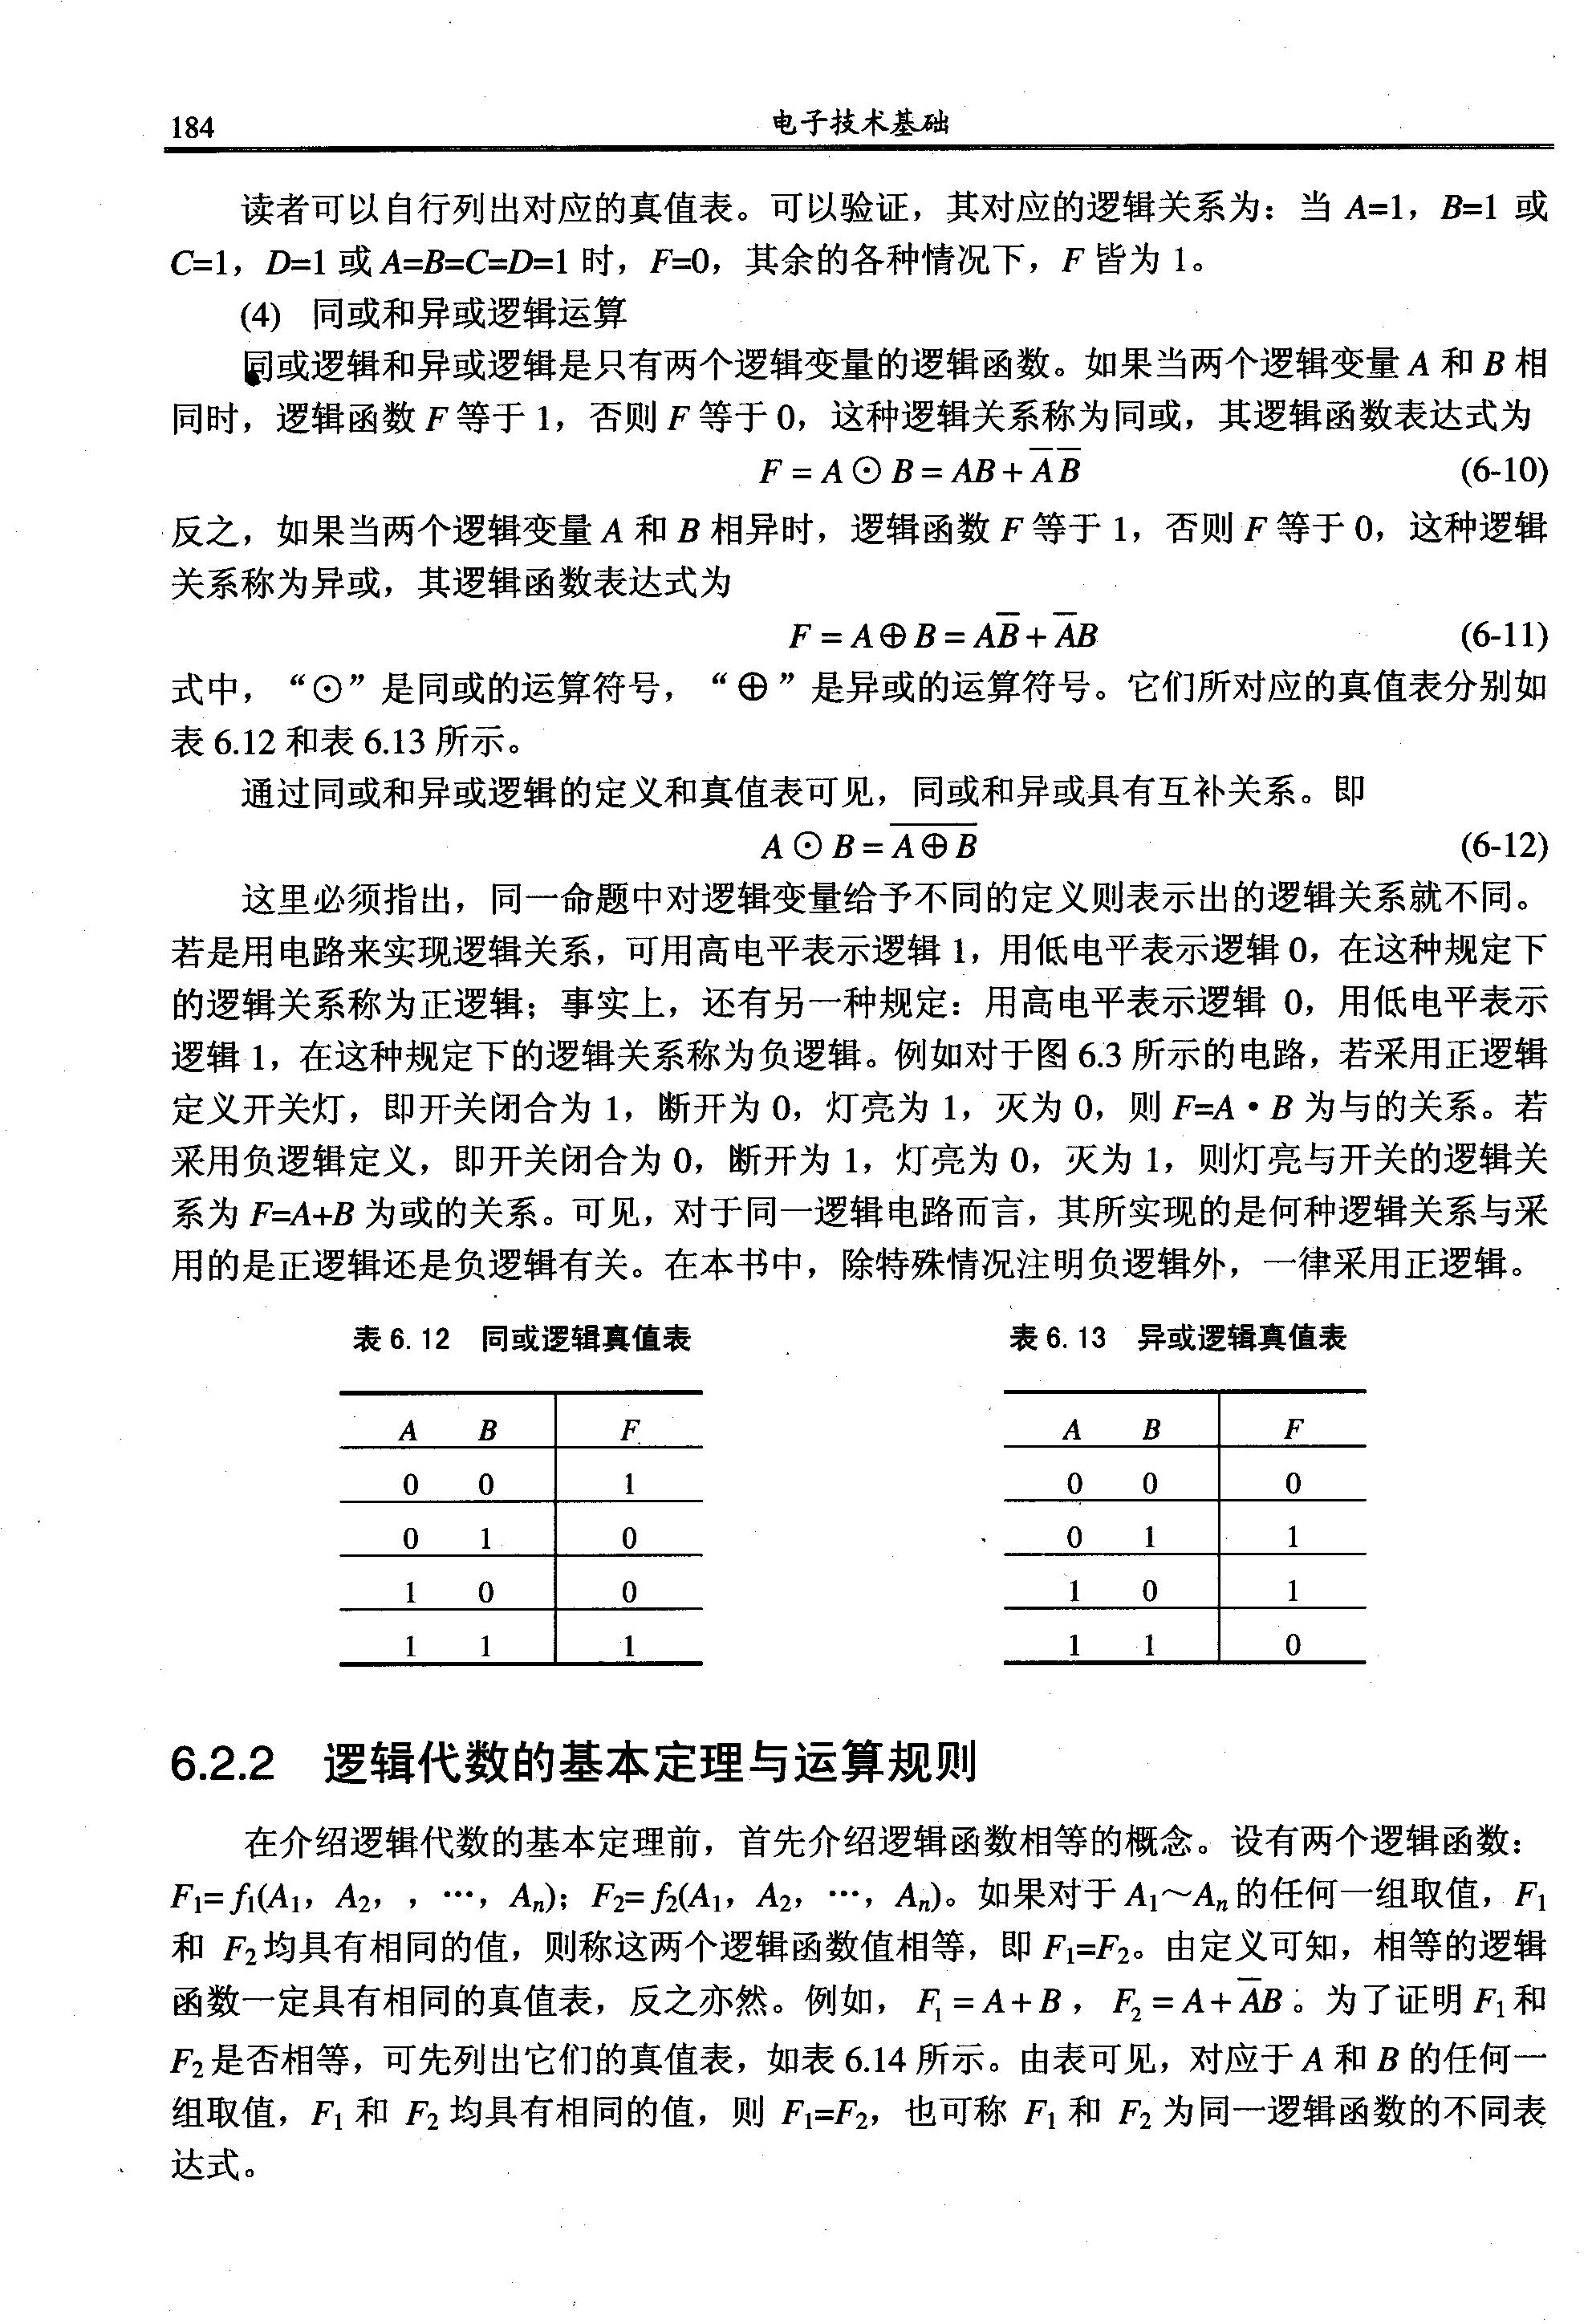 184 电子技术基础
读者可以自行列出对应的真值表。可以验证，其对应的逻辑关系为：当 A=1，B=1 或
C=1，D=1 或 A=B=C=D=1 时，F=0，其余的各种情况下，F 皆为 1。
(4) 同或和异或逻辑运算
同或逻辑和异或逻辑是只有两个逻辑变量的逻辑函数。如果当两个逻辑变量 A 和 B 相
同时，逻辑函数 F 等于 1，否则 F 等于 0，这种逻辑关系称为同或，其逻辑函数表达式为
F = A⊙B = AB + A̅ B̅ (6-10)
反之，如果当两个逻辑变量 A 和 B 相异时，逻辑函数 F 等于 1，否则 F 等于 0，这种逻辑
关系称为异或，其逻辑函数表达式为
F = A⊕B = AB̅ + A̅B (6-11)
式中，“⊙”是同或的运算符号，“⊕”是异或的运算符号。它们所对应的真值表分别如
表 6.12 和表 6.13 所示。
通过同或和异或逻辑的定义和真值表可见，同或和异或具有互补关系。即
A⊙B = A̅⊕̅B̅ (6-12)
这里必须指出，同一命题中对逻辑变量给予不同的定义则表示出的逻辑关系就不同。
若是用电路来实现逻辑关系，可用高电平表示逻辑 1，用低电平表示逻辑 0，在这种规定下
的逻辑关系称为正逻辑；事实上，还有另一种规定：用高电平表示逻辑 0，用低电平表示
逻辑 1，在这种规定下的逻辑关系称为负逻辑。例如对于图 6.3 所示的电路，若采用正逻辑
定义开关灯，即开关闭合为 1，断开为 0，灯亮为 1，灭为 0，则 F=A·B 为与的关系。若
采用负逻辑定义，即开关闭合为 0，断开为 1，灯亮为 0，灭为 1，则灯亮与开关的逻辑关
系为 F=A+B 为或的关系。可见，对于同一逻辑电路而言，其所实现的是何种逻辑关系与采
用的是正逻辑还是负逻辑有关。在本书中，除特殊情况注明负逻辑外，一律采用正逻辑。
表 6.12 同或逻辑真值表
A B F
0 0 1
0 1 0
1 0 0
1 1 1
表 6.13 异或逻辑真值表
A B F
0 0 0
0 1 1
1 0 1
1 1 0
6.2.2 逻辑代数的基本定理与运算规则
在介绍逻辑代数的基本定理前，首先介绍逻辑函数相等的概念。设有两个逻辑函数：
F₁= f₁(A₁，A₂，，…，Aₙ)；F₂= f₂(A₁，A₂，…，Aₙ)。如果对于 A₁～Aₙ 的任何一组取值，F₁
和 F₂ 均具有相同的值，则称这两个逻辑函数值相等，即 F₁=F₂。由定义可知，相等的逻辑
函数一定具有相同的真值表，反之亦然。例如，F₁ = A + B，F₂ = A + A̅B。为了证明 F₁ 和
F₂ 是否相等，可先列出它们的真值表，如表 6.14 所示。由表可见，对应于 A 和 B 的任何一
组取值，F₁ 和 F₂ 均具有相同的值，则 F₁=F₂，也可称 F₁ 和 F₂ 为同一逻辑函数的不同表
达式。